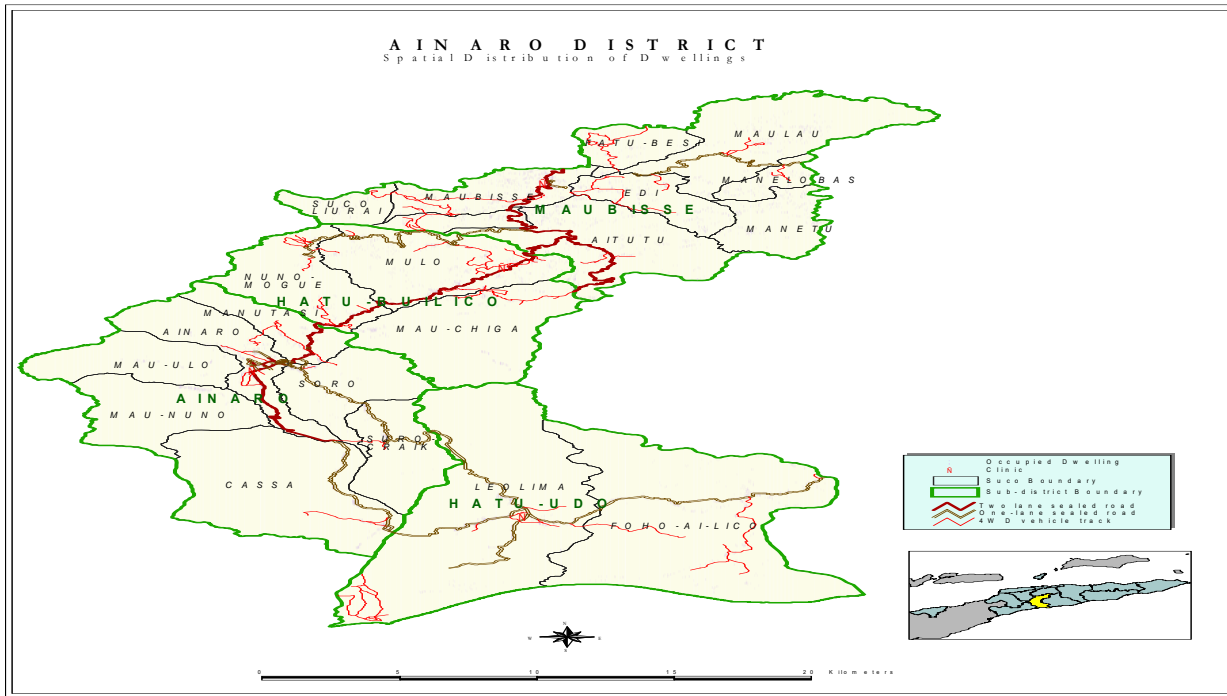 AINARO DISTRICT
Spatial Distribution of Dwellings
MAULAU
FATU-BESI
MANELOBAS
EDI
MAUBISSE
SUCO
LIURAI
MAUBISSE
MANETU
AITUTU
MULO
NUNO-
MOGUE
HATU-RUILICO
MANUTASI
MAU-CHIGA
AINARO
MAU-ULO
SORO
AINARO
MAU-NUNO
SURO-
CRAIK
CASSA
LEOLIMA
HATU-UDO
FOHO-AI-LICO
Occupied Dwelling
Ñ Clinic
Suco Boundary
Sub-district Boundary
Two lane sealed road
One-lane sealed road
4WD vehicle track
N
W E
S
0 5 10 15 20 Kilometers